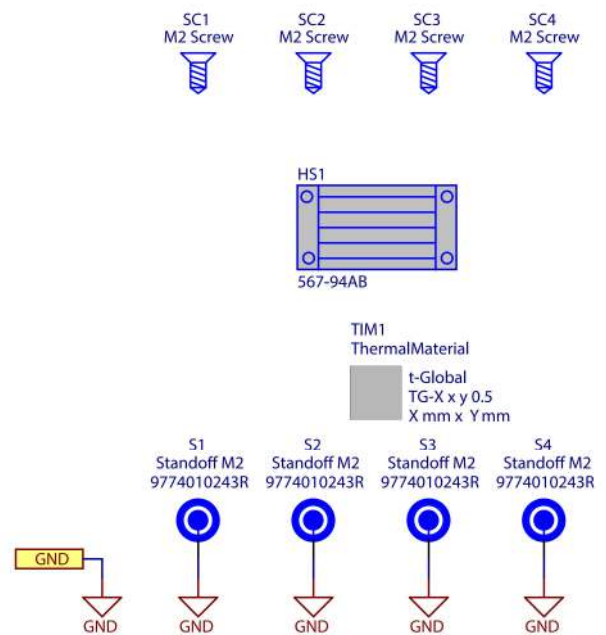 SC1 SC2 SC3 SC4
M2 Screw M2 Screw M2 Screw M2 Screw
HS1
567-94AB
TIM1
ThermalMaterial
t-Global
TG-X x y 0.5
X mm x Y mm
S1 S2 S3 S4
Standoff M2 Standoff M2 Standoff M2 Standoff M2
9774010243R 9774010243R 9774010243R 9774010243R
GND
GND GND GND GND GND